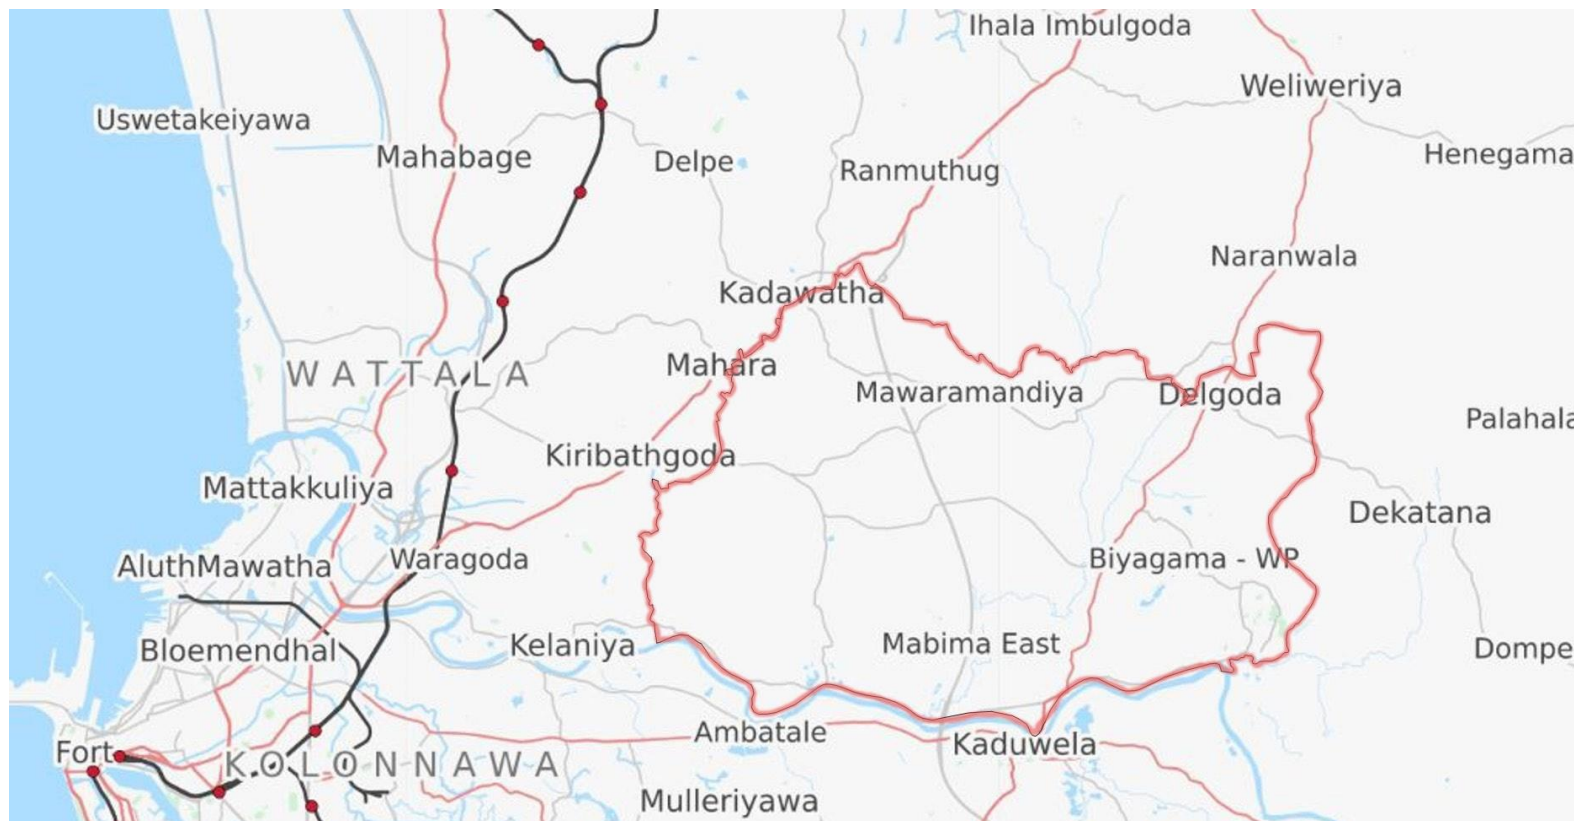 Ihala Imbulgoda
Weliweriya
Uswetakeiyawa
Mahabage
Delpe
Ranmuthug
Henegama
Naranwala
Kadawatha
WATTALA
Mahara
Mawaramandiya
Delgoda
Palahala
Kiribathgoda
Mattakkuliya
Dekatana
AluthMawatha
Waragoda
Biyagama - WP
Bloemendhal
Kelaniya
Mabima East
Dompe
Ambatale
Kaduwela
Fort
KOLONNAWA
Mulleriyawa